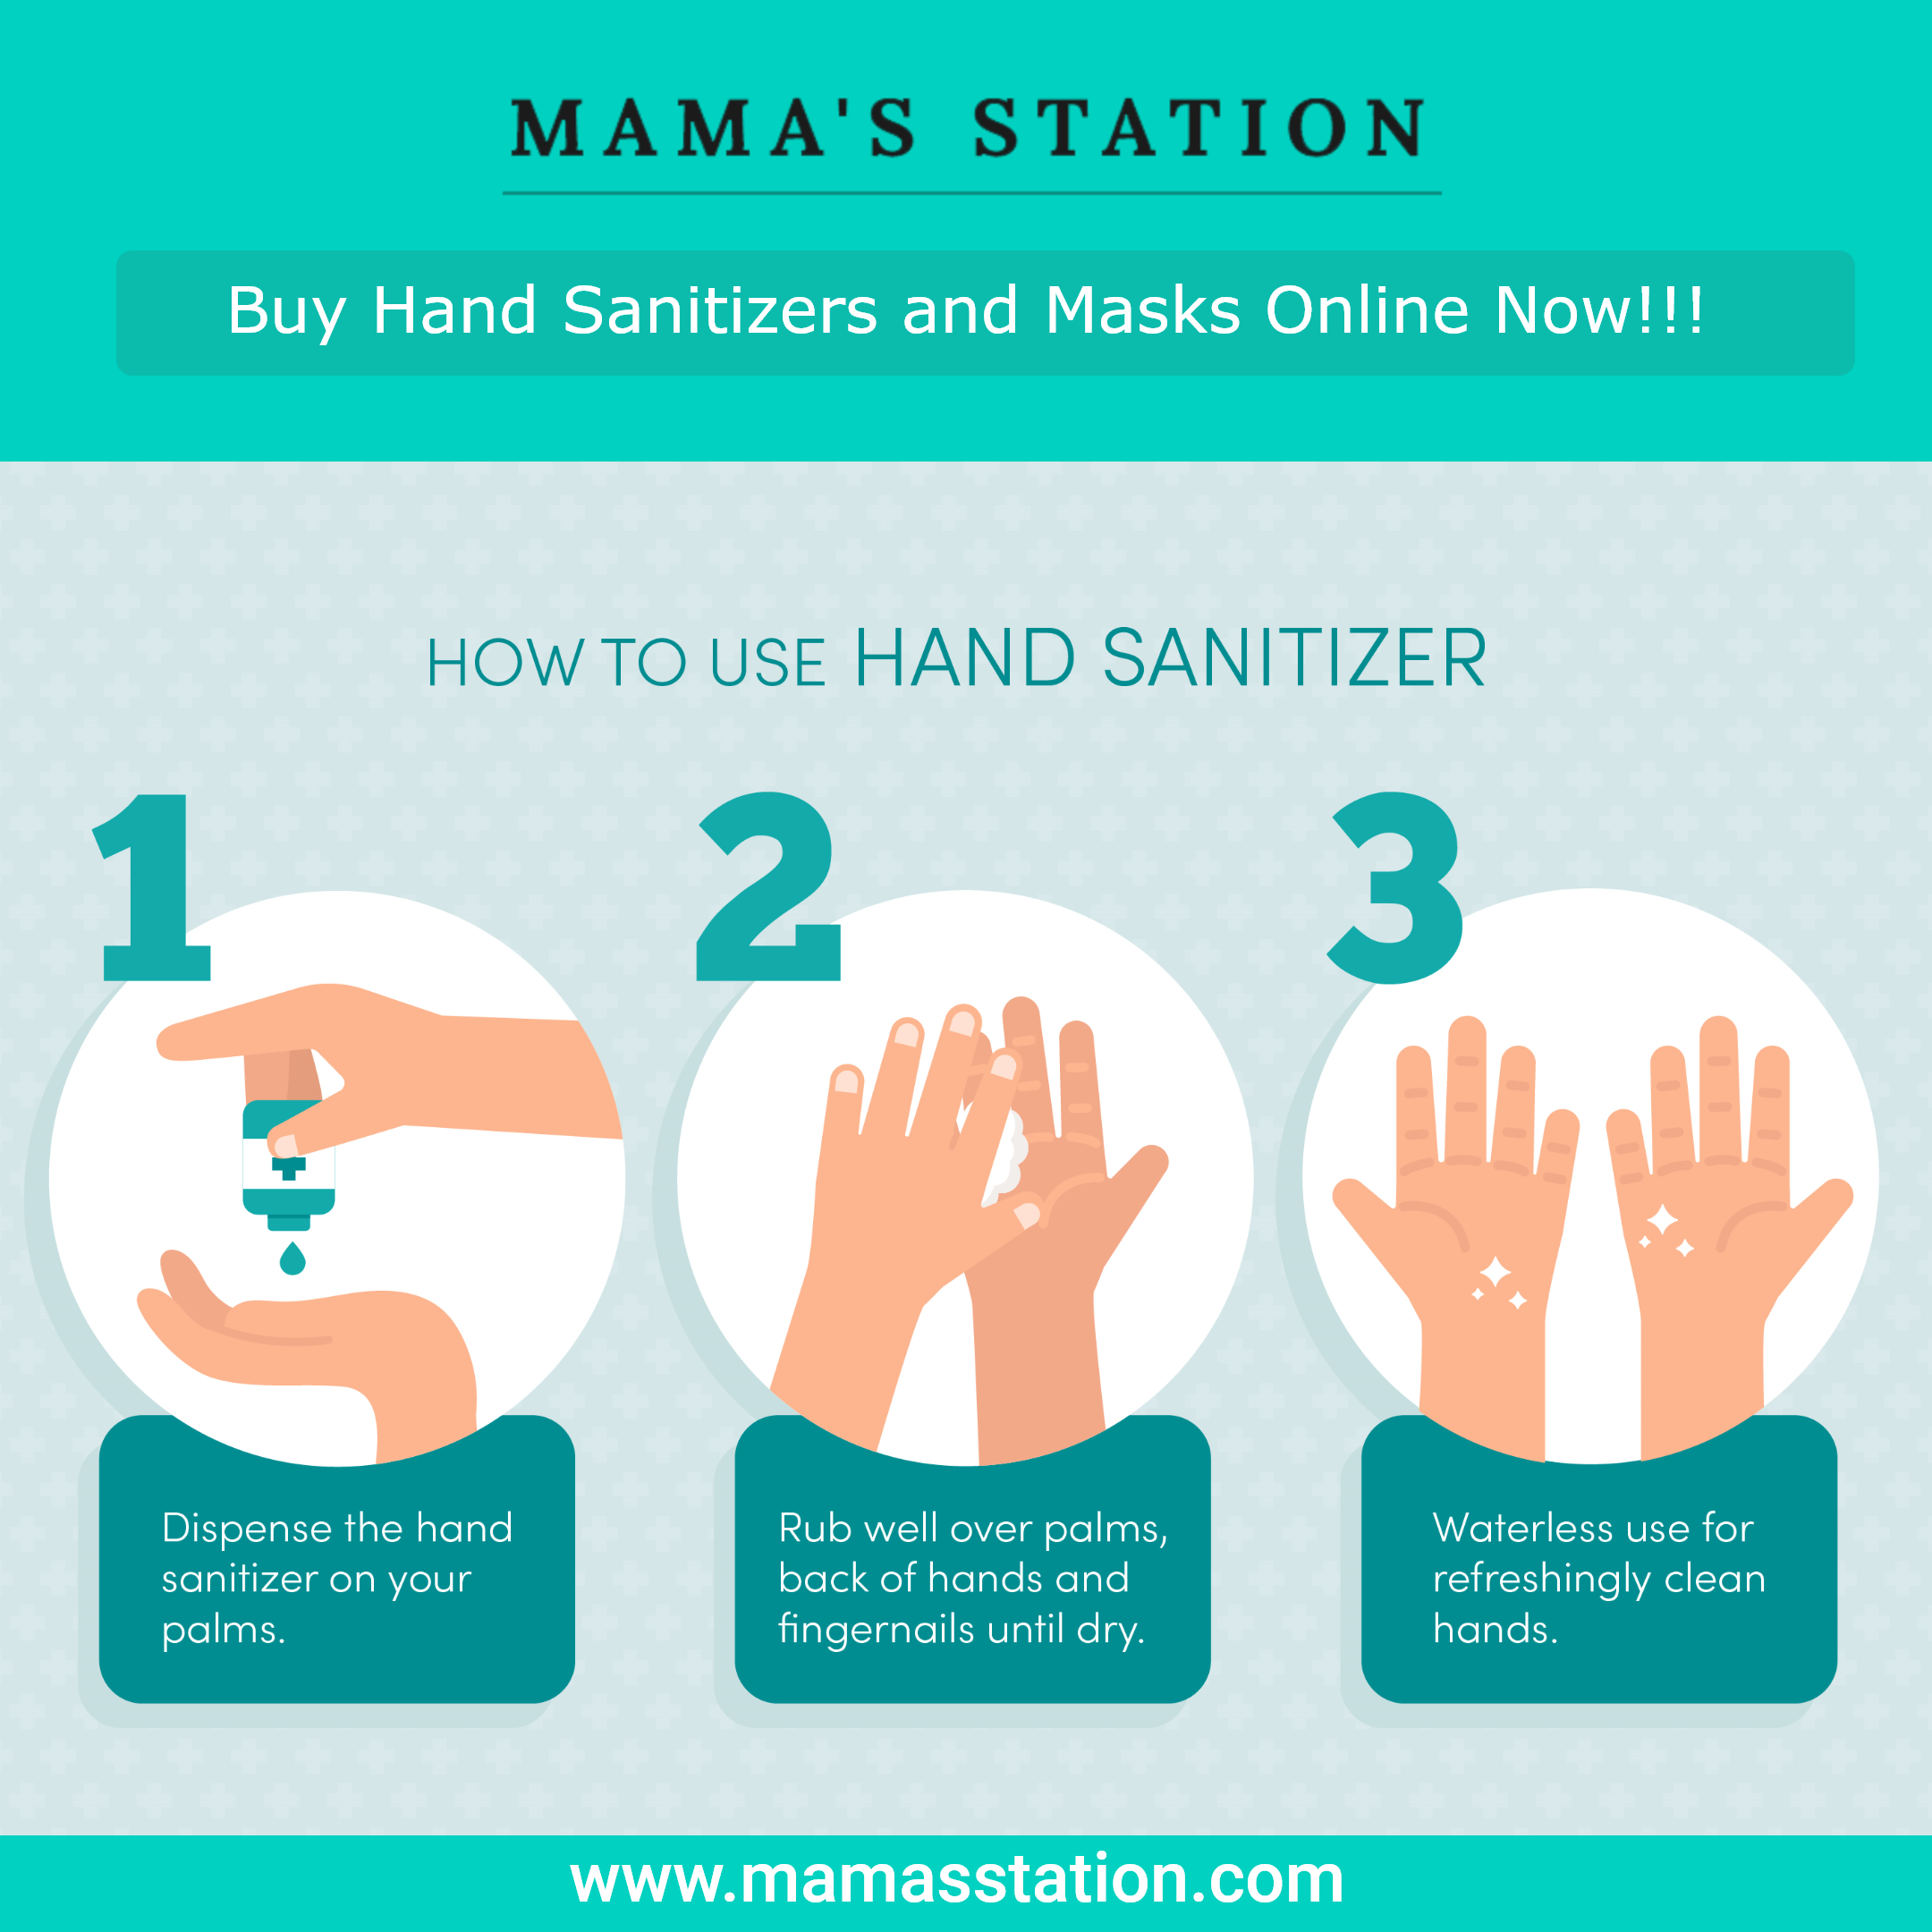 MAMA'S STATION
Buy Hand Sanitizers and Masks Online Now!!!
HOW TO USE HAND SANITIZER
1
Dispense the hand
sanitizer on your
palms.
2
Rub well over palms,
back of hands and
fingernails until dry.
3
Waterless use for
refreshingly clean
hands.
www.mamasstation.com